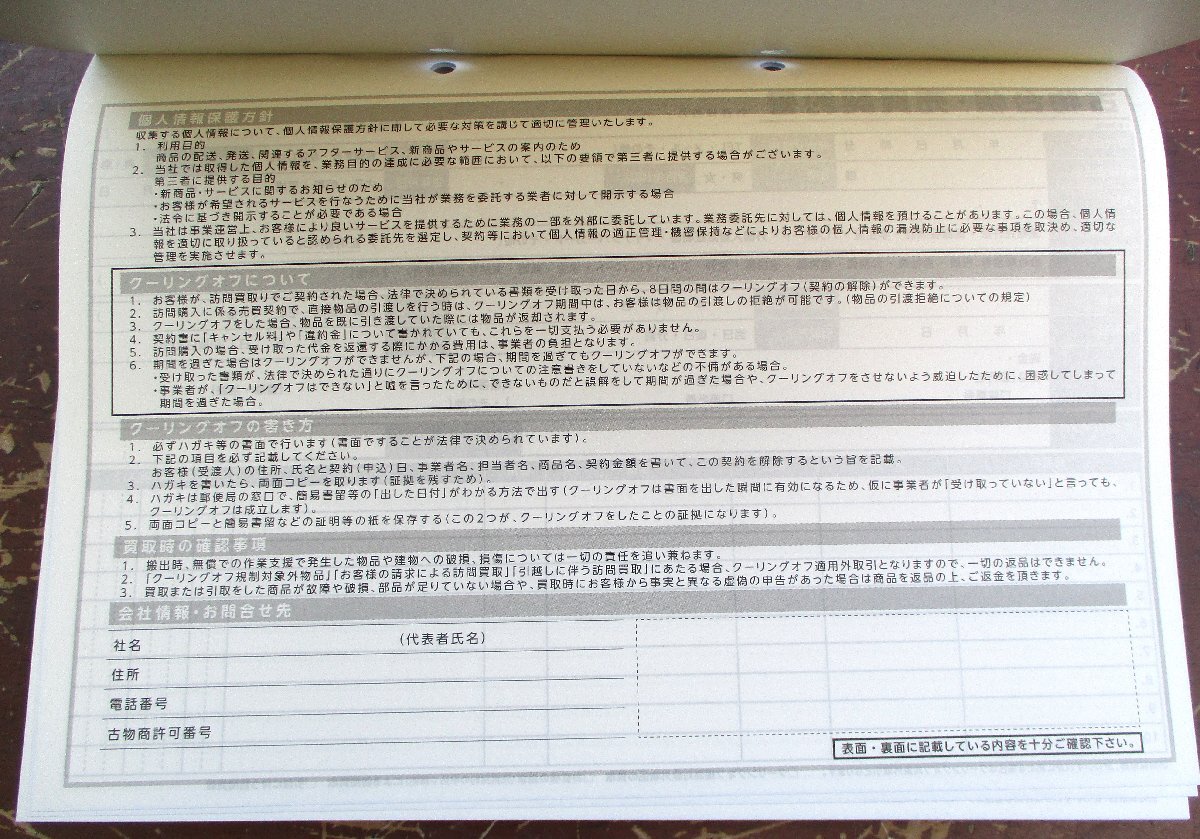 個人情報保護方針
収集する個人情報について、個人情報保護方針に則して必要な対策を講じて適切に管理いたします。
1. 利用目的
商品の配送、発送、関連するアフターサービス、新商品やサービスの案内のため
2. 当社では取得した個人情報を、業務目的の達成に必要な範囲において、以下の要領で第三者に提供する場合がございます。
第三者に提供する目的
・新商品・サービスに関するお知らせのため
・お客様が希望されるサービスを行なうために当社が業務を委託する業者に対して開示する場合
・法令に基づき開示することが必要である場合
3. 当社は事業運営上、お客様により良いサービスを提供するために業務の一部を外部に委託しています。業務委託先に対しては、個人情報を預けることがあります。この場合、個人情
報を適切に取り扱っていると認められる委託先を選定し、契約等において個人情報の適正管理・機密保持などによりお客様の個人情報の漏洩防止に必要な事項を取決め、適切な
管理を実施させます。
クーリングオフについて
1. お客様が、訪問買取りでご契約された場合、法律で決められている書類を受け取った日から、8日間の間はクーリングオフ(契約の解除)ができます。
2. 訪問購入に係る売買契約で、直接物品の引渡しを行う時は、クーリングオフ期間中は、お客様は物品の引渡しの拒絶が可能です。(物品の引渡拒絶についての規定)
3. クーリングオフをした場合、物品を既に引き渡していた際には物品が返却されます。
4. 契約書に「キャンセル料」や「違約金」について書かれていても、これらを一切支払う必要がありません。
5. 訪問購入の場合、受け取った代金を返還する際にかかる費用は、事業者の負担となります。
6. 期間を過ぎた場合はクーリングオフができませんが、下記の場合、期間を過ぎてもクーリングオフができます。
・受け取った書類が、法律で決められた通りにクーリングオフについての注意書きをしていないなどの不備がある場合。
・事業者が、「クーリングオフはできない」と嘘を言ったために、できないものだと誤解をして期間が過ぎた場合や、クーリングオフをさせないよう威迫したために、困惑してしまって
期間を過ぎた場合。
クーリングオフの書き方
1. 必ずハガキ等の書面で行います(書面ですることが法律で決められています)。
2. 下記の項目を必ず記載してください。
お客様(受渡人)の住所、氏名と契約(申込)日、事業者名、担当者名、商品名、契約金額を書いて、この契約を解除するという旨を記載。
3. ハガキを書いたら、両面コピーを取ります(証拠を残すため)。
4. ハガキは郵便局の窓口で、簡易書留等の「出した日付」がわかる方法で出す(クーリングオフは書面を出した瞬間に有効になるため、仮に事業者が「受け取っていない」と言っても、
クーリングオフは成立します)。
5. 両面コピーと簡易書留などの証明等の紙を保存する(この2つが、クーリングオフをしたことの証拠になります)。
買取時の確認事項
1. 搬出時、無償での作業支援で発生した物品や建物への破損、損傷については一切の責任を追い兼ねます。
2. 「クーリングオフ規制対象外物品」「お客様の請求による訪問買取」「引越しに伴う訪問買取」にあたる場合、クーリングオフ適用外取引となりますので、一切の返品はできません。
3. 買取または引取をした商品が故障や破損、部品が足りていない場合や、買取時にお客様から事実と異なる虚偽の申告があった場合は商品を返品の上、ご返金を頂きます。
会社情報・お問合せ先
社名 (代表者氏名)
住所
電話番号
古物商許可番号
表面・裏面に記載している内容を十分ご確認下さい。